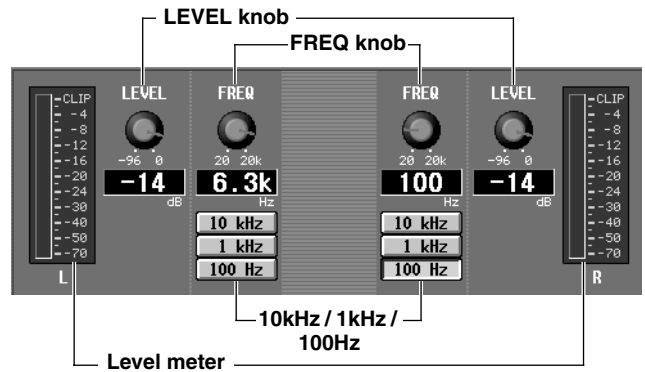 LEVEL knob
FREQ knob
LEVEL FREQ FREQ LEVEL
CLIP CLIP
-4 -4
-8 -8
-12 -12
-16 -96 0 20 20k 20 20k -96 0 -16
-20 -14 6.3k 100 -14 -20
-24 dB Hz Hz dB -24
-30 10 kHz 10 kHz -30
-40 -40
-50 1 kHz 1 kHz -50
-70 100 Hz 100 Hz -70
L R
10kHz / 1kHz /
100Hz
Level meter